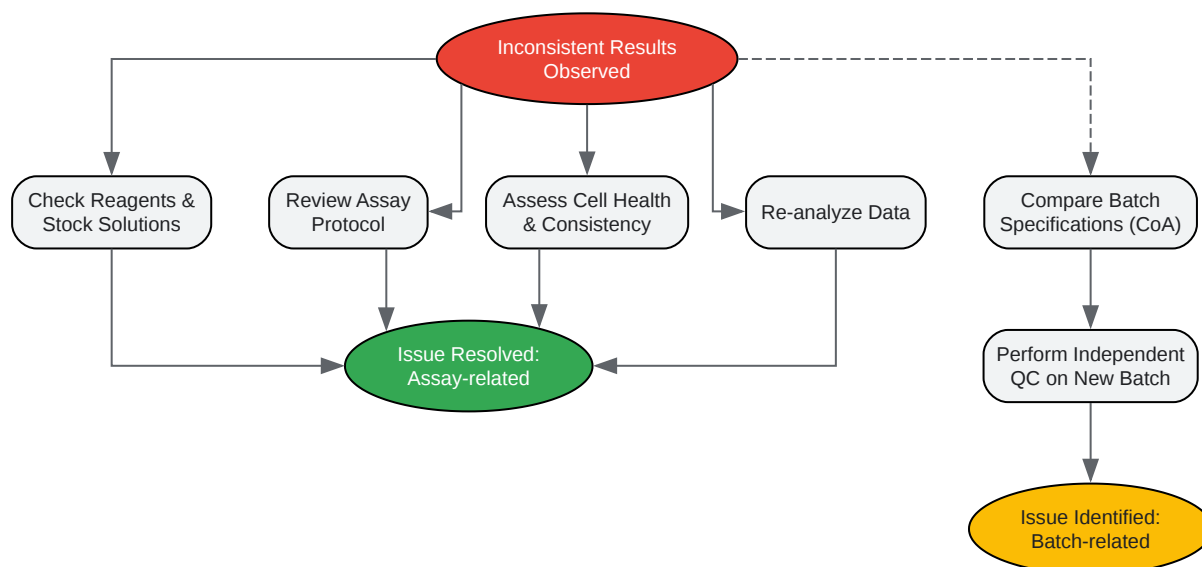 Inconsistent Results
Observed
Check Reagents &
Stock Solutions
Review Assay
Protocol
Assess Cell Health
& Consistency
Re-analyze Data
Compare Batch
Specifications (CoA)
Issue Resolved:
Assay-related
Perform Independent
QC on New Batch
Issue Identified:
Batch-related